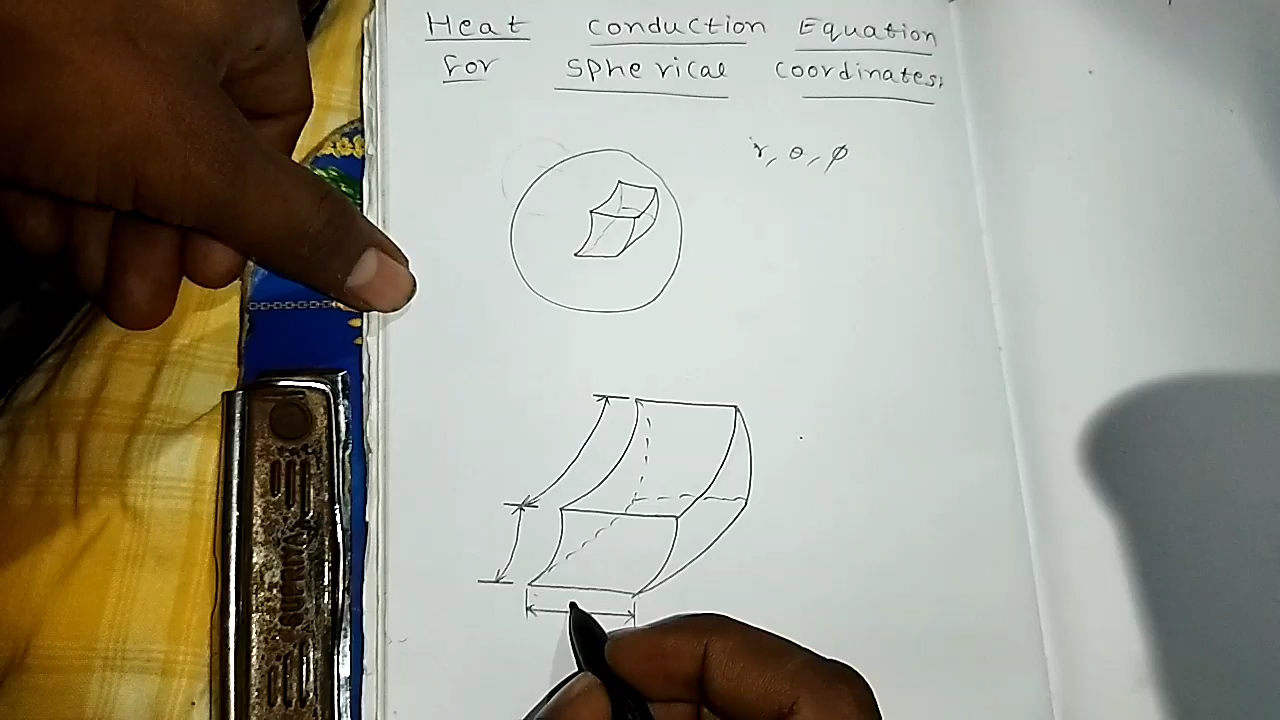 Heat conduction Equation
for spherical coordinates:
r, θ, φ